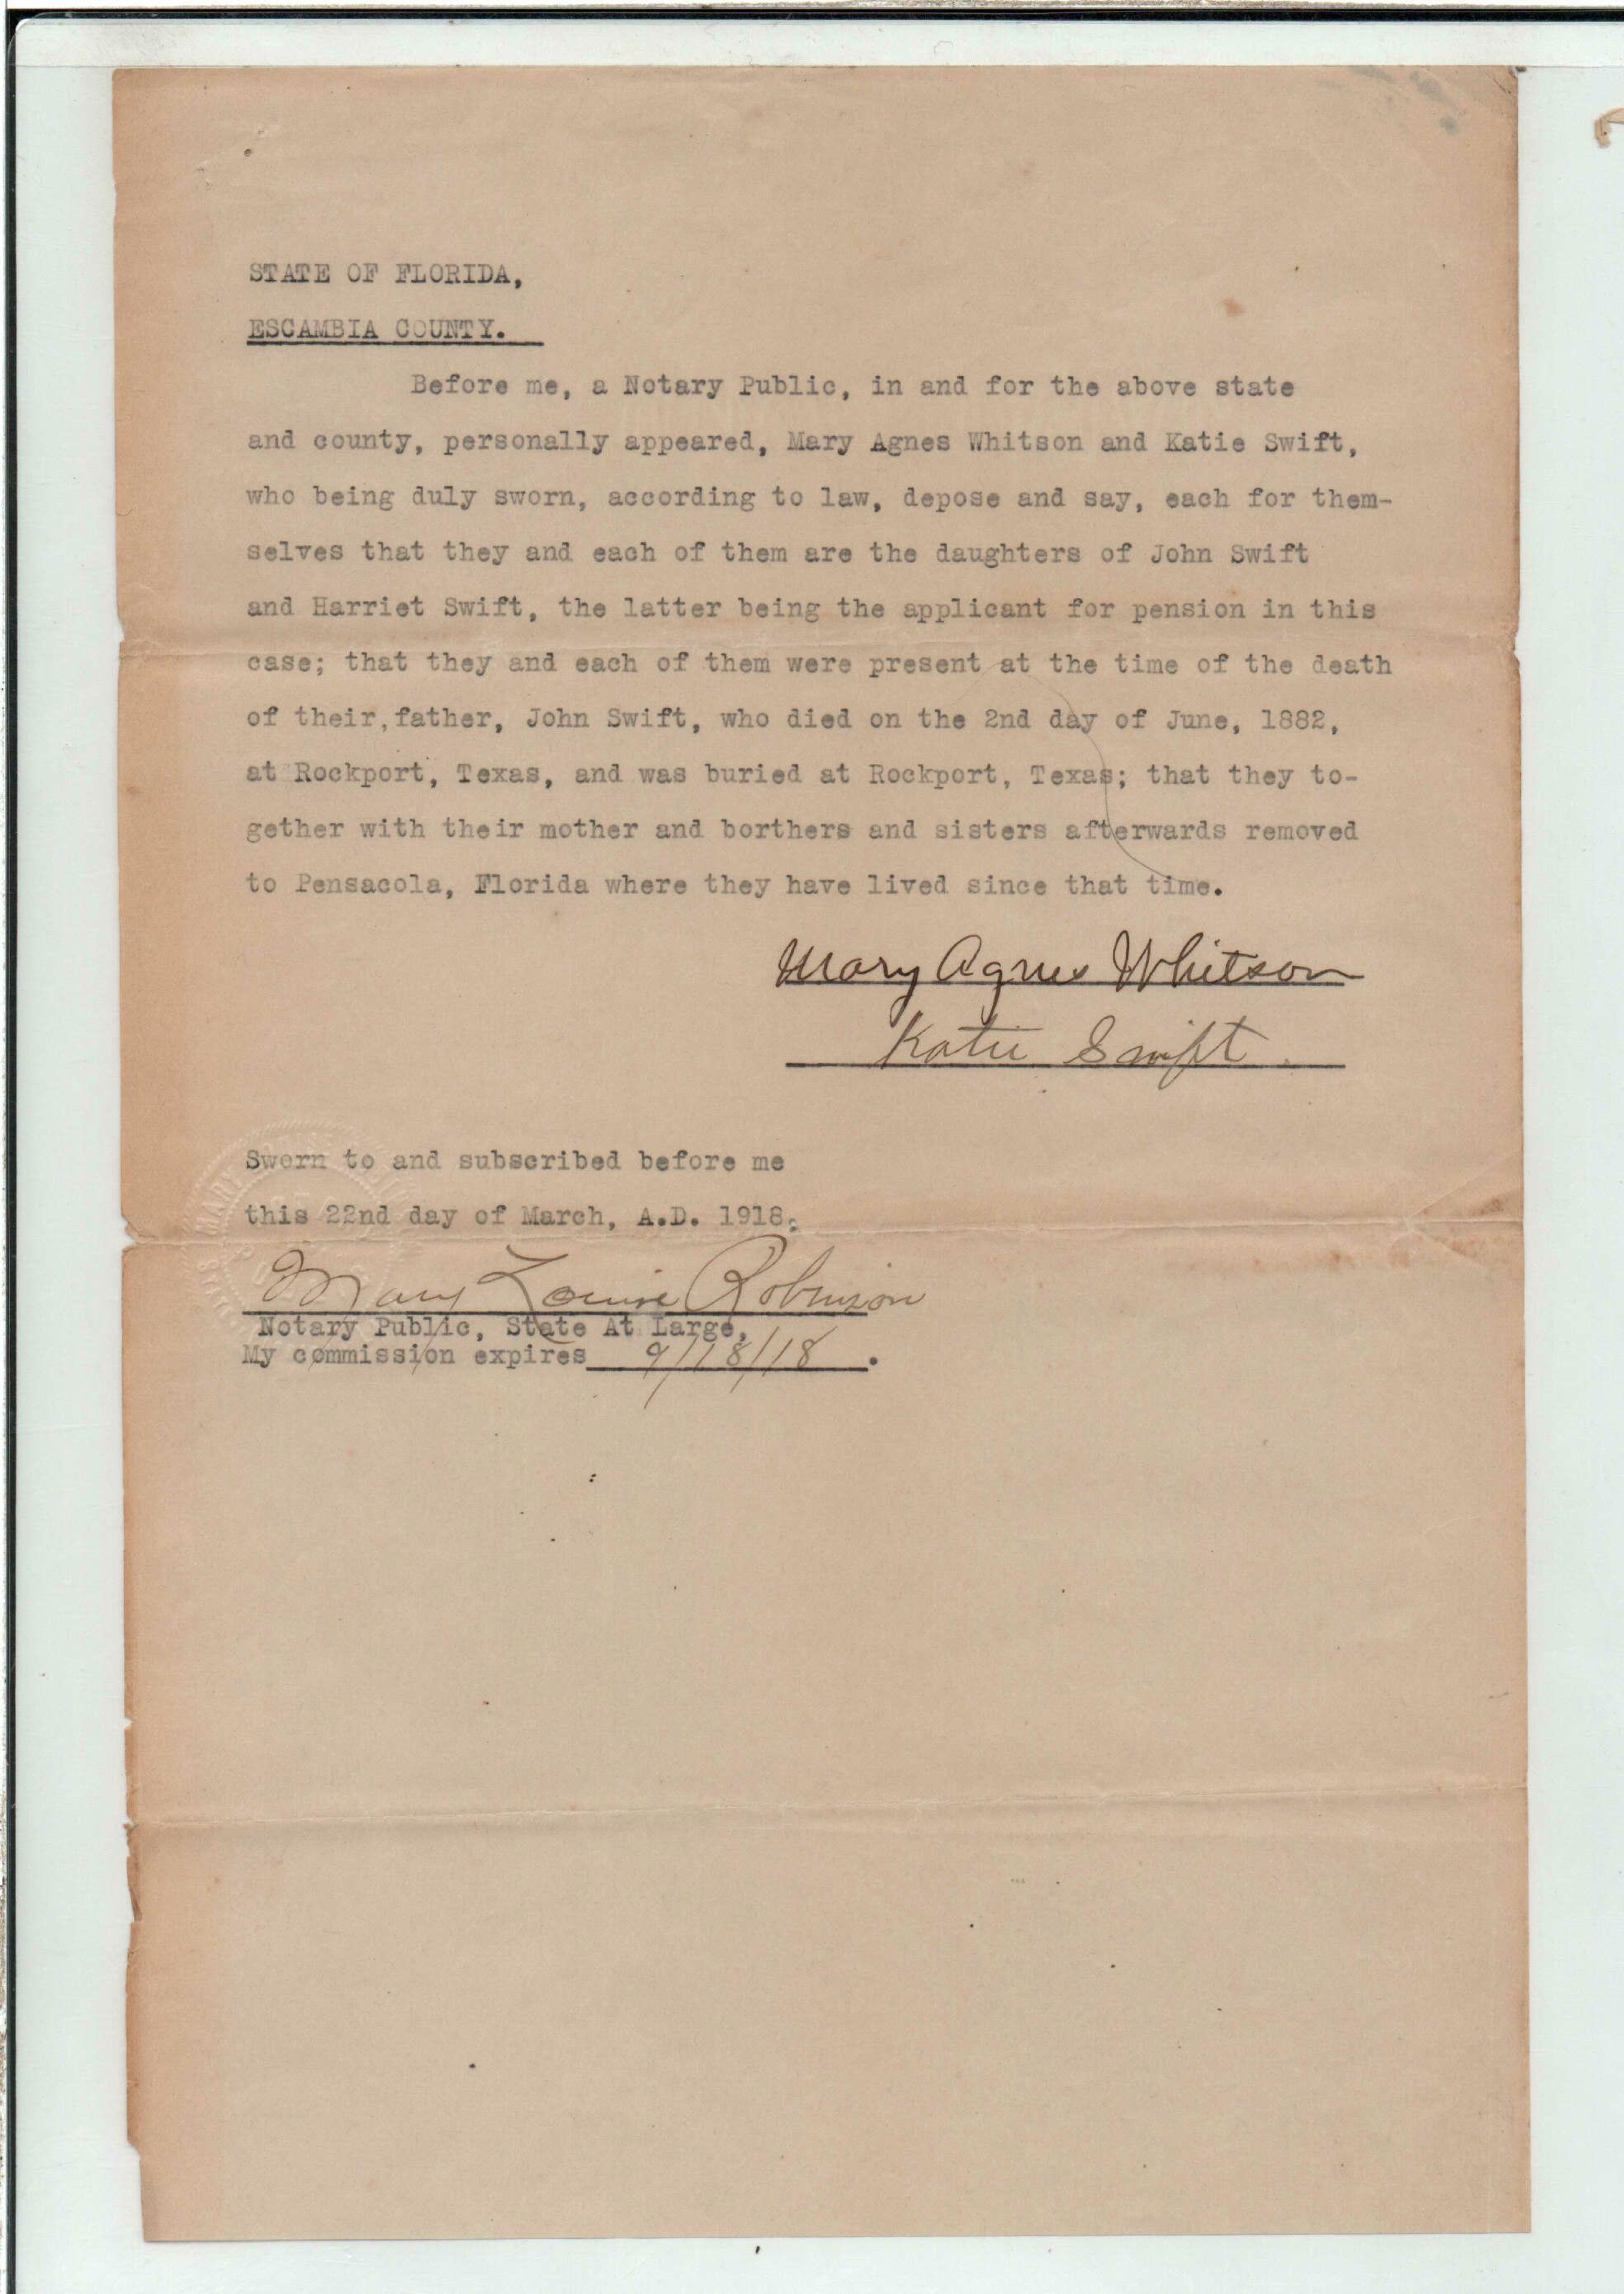 STATE OF FLORIDA,
ESCAMBIA COUNTY.
Before me, a Notary Public, in and for the above state
and county, personally appeared, Mary Agnes Whitson and Katie Swift,
who being duly sworn, according to law, depose and say, each for them-
selves that they and each of them are the daughters of John Swift
and Harriet Swift, the latter being the applicant for pension in this
case; that they and each of them were present at the time of the death
of their,father, John Swift, who died on the 2nd day of June, 1882,
at Rockport, Texas, and was buried at Rockport, Texas; that they to-
gether with their mother and borthers and sisters afterwards removed
to Pensacola, Florida where they have lived since that time.
Mary Agnes Whitson
Katie Swift.
Sworn to and subscribed before me
this 22nd day of March, A.D. 1918.
Mary Louise Robinson
Notary Public, State At Large,
My commission expires 9/18/18.